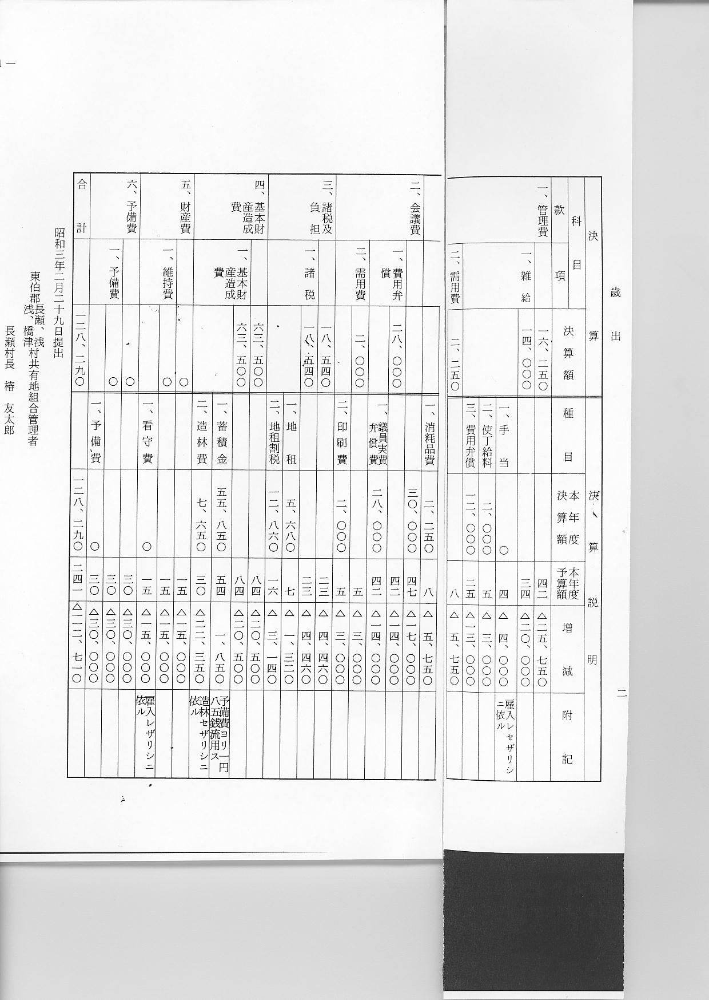 歳出
二
決算
決算説明
科目
款
項
決算額
種目
本年度決算額
本年度予算額
増減
附記
一、管理費
一六、二五〇
四二
△二五、七五〇
一、雑給
一四、〇〇〇
三四
△二〇、〇〇〇
一、手当
〇
四
△四、〇〇〇
雇入レセザリシニ依ル
二、使丁給料
二、〇〇〇
五
△三、〇〇〇
三、費用弁償
一二、〇〇〇
二五
△一三、〇〇〇
二、需用費
二、二五〇
八
△五、七五〇
一、消耗品費
二、二五〇
八
△五、七五〇
二、会議費
三〇、〇〇〇
四七
△一七、〇〇〇
一、費用弁償
二八、〇〇〇
四二
△一四、〇〇〇
一、議員実費弁償費
二八、〇〇〇
四二
△一四、〇〇〇
二、需用費
二、〇〇〇
五
△三、〇〇〇
二、印刷費
二、〇〇〇
五
△三、〇〇〇
三、諸税及負担
一八、五四〇
二三
△四、四六〇
一、諸税
一八、五四〇
二三
△四、四六〇
一、地租
五、六八〇
七
△一、三二〇
二、地租割税
一二、八六〇
一六
△三、一四〇
四、基本財産造成費
六三、五〇〇
八四
△二〇、五〇〇
一、基本財産造成費
六三、五〇〇
八四
△二〇、五〇〇
一、蓄積金
五五、八五〇
五四
一、八五〇
予備費ヨリ一円八五銭流用ス
二、造林費
七、六五〇
三〇
△二二、三五〇
造林セザリシニ依ル
五、財産費
〇
一五
△一五、〇〇〇
一、維持費
〇
一五
△一五、〇〇〇
一、看守費
〇
一五
△一五、〇〇〇
雇入レザリシニ依ル
六、予備費
〇
三〇
△三〇、〇〇〇
一、予備費
〇
三〇
△三〇、〇〇〇
一、予備費
〇
三〇
△三〇、〇〇〇
合計
一二八、二九〇
一二八、二九〇
二四一
△一一二、七一〇
昭和三年二月二十九日提出
東伯郡長瀬、浅村共有地組合管理者
浅、橋津
長瀬村長 椿 友太郎